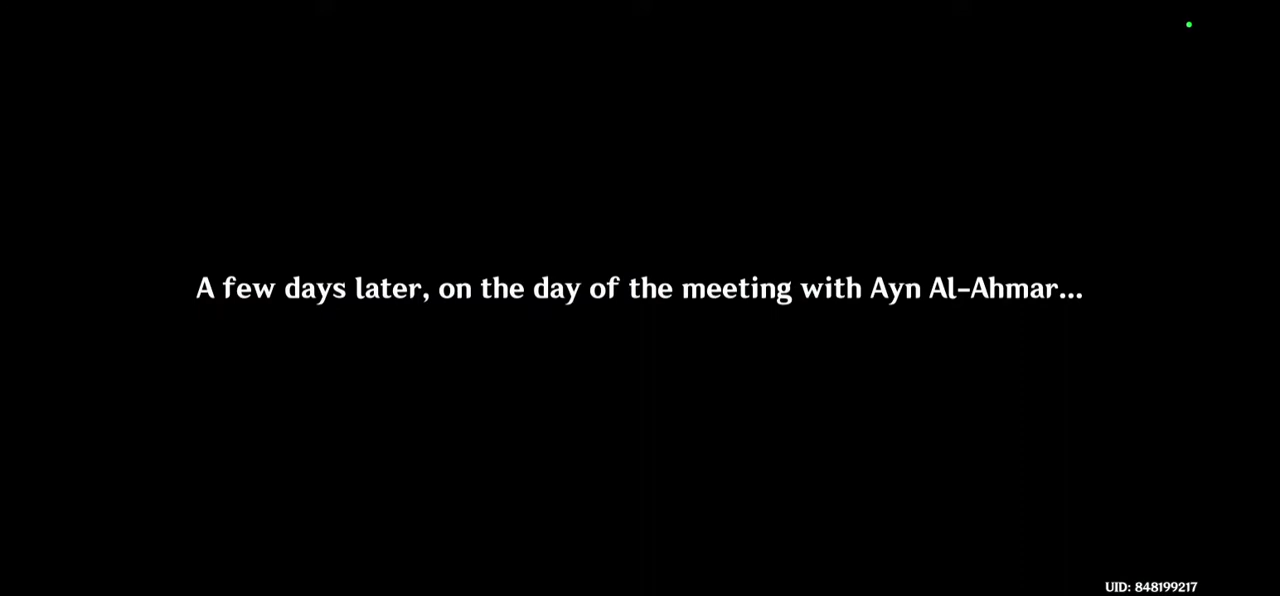 A few days later, on the day of the meeting with Ayn Al-Ahmar...
UID: 848199217